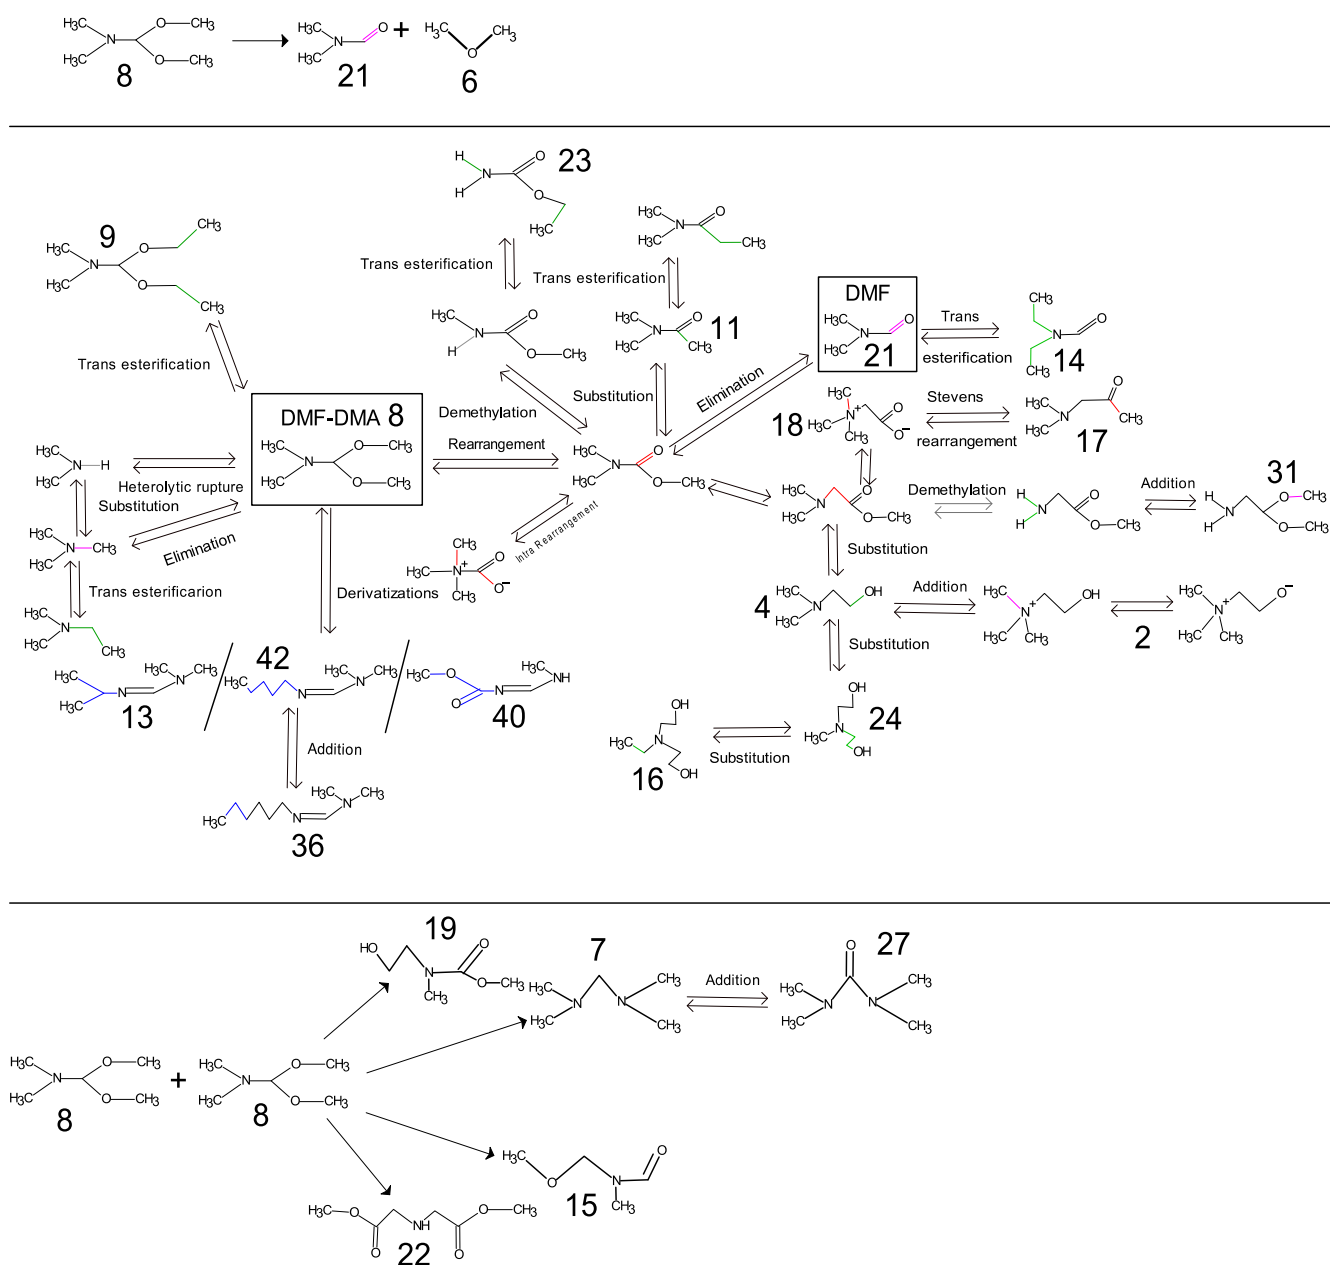 H₃C N H₃C O CH₃ O CH₃ 8
H₃C N H₃C O 21
+
H₃C O CH₃ 6
H N H O O CH₃ 23
H₃C N H₃C O CH₃
9 H₃C N H₃C O CH₃ O CH₃
Trans esterification
Trans esterification
Trans esterification
H₃C N H O O CH₃
H₃C N H₃C O CH₃ 11
DMF
H₃C N H₃C O 21
Trans
esterification
CH₃ N O CH₃ 14
DMF-DMA 8
H₃C N H₃C O CH₃ O CH₃
Demethylation
Substitution
Elimination
Rearrangement
H₃C N H₃C O O CH₃
18 H₃C N⁺ H₃C CH₃ O O⁻
Stevens
rearrangement
H₃C N H₃C O CH₃ 17
H₃C N H₃C H
Heterolytic rupture
Substitution
H₃C N H₃C CH₃
Elimination
Trans esterificarion
H₃C N H₃C CH₃
Intra Rearrangement
CH₃ H₃C N⁺ CH₃ O O⁻
H₃C N H₃C O O CH₃
Demethylation
H N H O O CH₃
Addition
31 H N H O CH₃ O CH₃
Substitution
Derivatizations
4 H₃C N H₃C OH
Addition
H₃C N⁺ H₃C CH₃ OH
2
H₃C N⁺ H₃C CH₃ O⁻
Substitution
H₃C H₃C N N CH₃ H₃C 13
42 H₃C N N CH₃ H₃C
H₃C O O N NH H₃C 40
Addition
H₃C N N CH₃ H₃C
36
OH N H₃C OH 16
Substitution
OH N H₃C OH 24
19
HO N CH₃ O O CH₃
7
H₃C N H₃C N CH₃ CH₃
Addition
27
O H₃C N H₃C N CH₃ CH₃
H₃C N H₃C O CH₃ O CH₃ 8
+
H₃C N H₃C O CH₃ O CH₃ 8
H₃C O N CH₃ O 15
H₃C O O NH O O CH₃
22